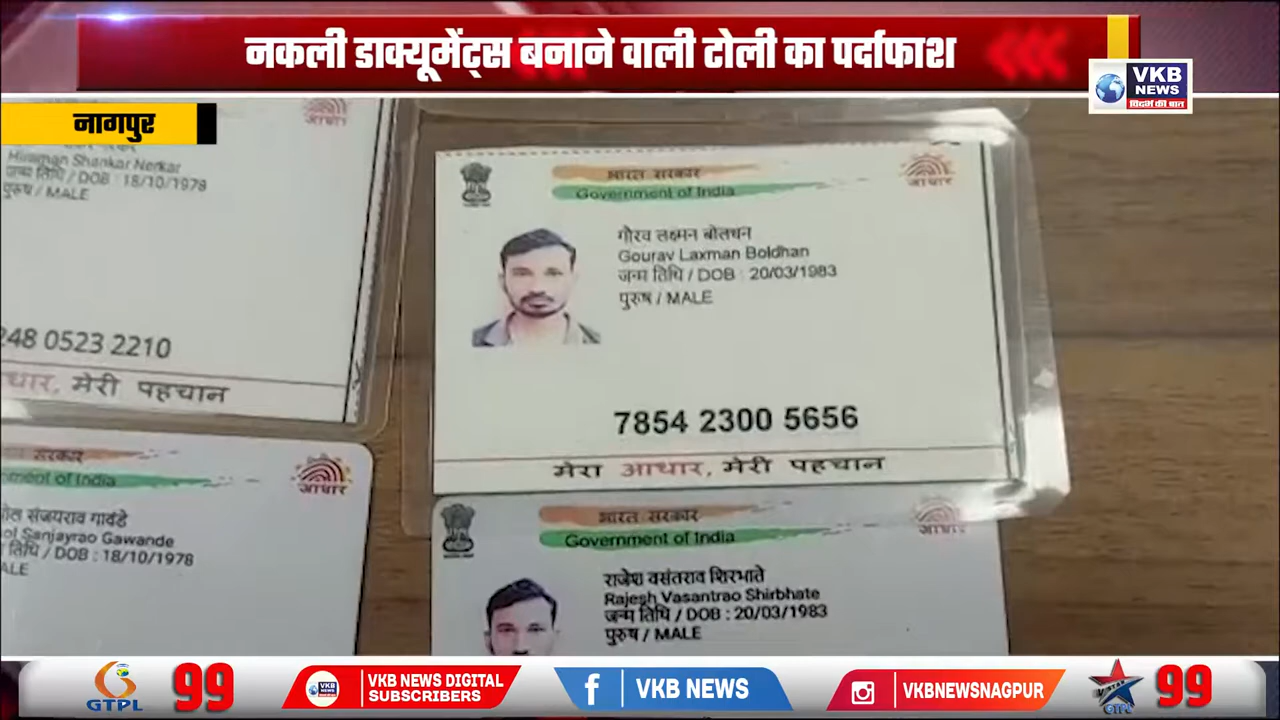 नकली डाक्यूमेंट्स बनाने वाली टोली का पर्दाफाश
VKB
NEWS
विदर्भ की बात
नागपुर
Hiraman Shankar Nerkar
जन्म तिथि / DOB : 18/10/1978
पुरुष / MALE
248 0523 2210
धार, मेरी पहचान
आधार
भारत सरकार
Government of India
आधार
गौरव लक्ष्मन बोलधन
Gourav Laxman Boldhan
जन्म तिथि / DOB : 20/03/1983
पुरुष / MALE
7854 2300 5656
मेरा आधार, मेरी पहचान
सरकार
of India
आधार
संजयराव गावंडे
Sanjayrao Gawande
तिथि / DOB : 18/10/1978
ALE
भारत सरकार
Government of India
आधार
राजेश वसंतराव शिरभाते
Rajesh Vasantrao Shirbhate
जन्म तिथि / DOB : 20/03/1983
पुरुष / MALE
GTPL
99
VKB NEWS DIGITAL
SUBSCRIBERS
VKB NEWS
VKBNEWSNAGPUR
GTPL
99